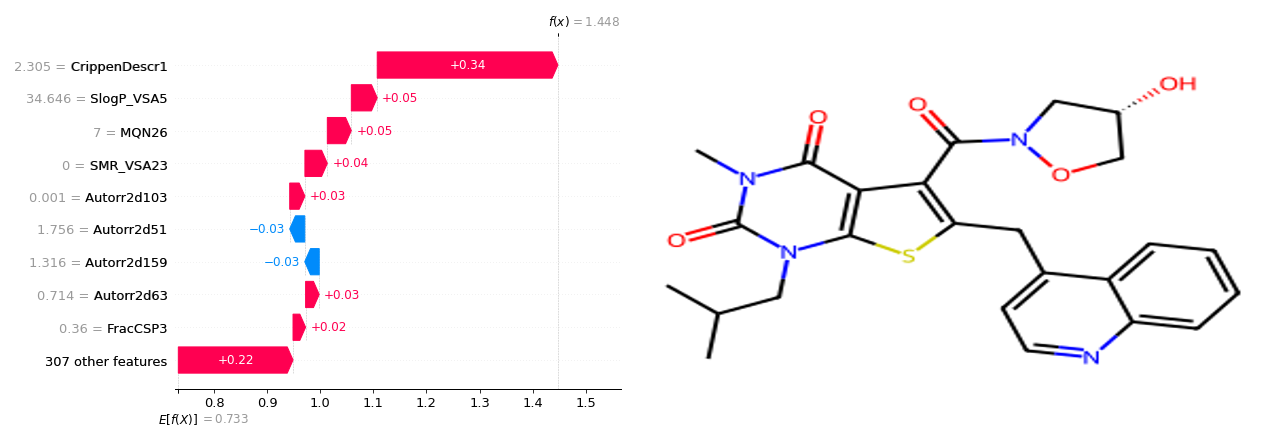 f(x) = 1.448
2.305 = CrippenDescr1
+0.34
34.646 = SlogP_VSA5
+0.05
7 = MQN26
+0.05
0 = SMR_VSA23
+0.04
0.001 = Autorr2d103
+0.03
1.756 = Autorr2d51
−0.03
1.316 = Autorr2d159
−0.03
0.714 = Autorr2d63
+0.03
0.36 = FracCSP3
+0.02
307 other features
+0.22
0.8 0.9 1.0 1.1 1.2 1.3 1.4 1.5
E[f(X)] = 0.733
OH
O
O
N
O
N
O
N
S
N